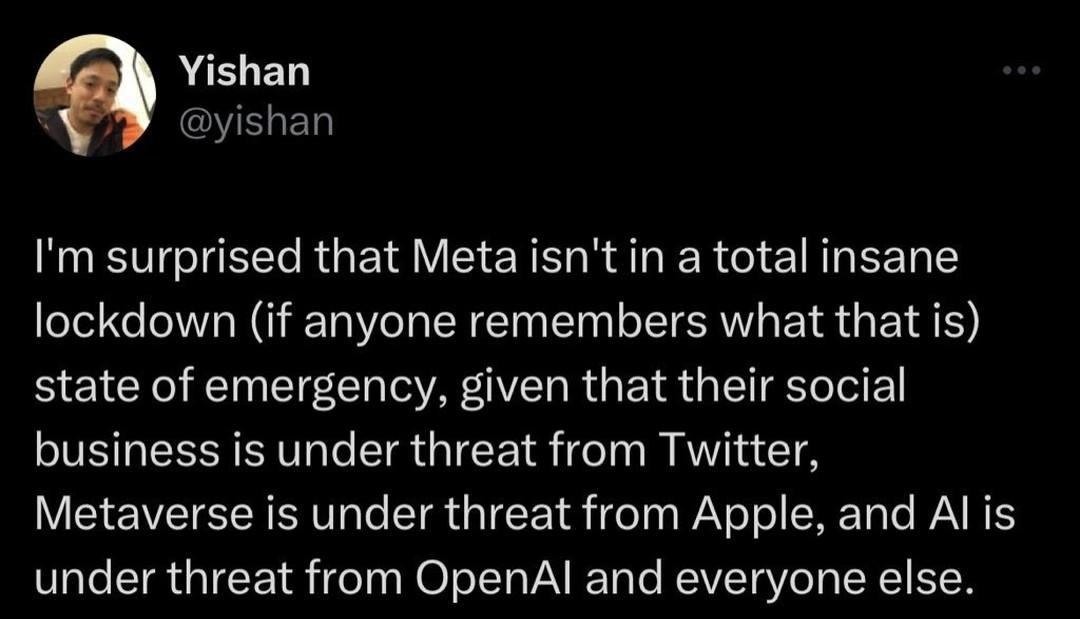 Yishan
@yishan
I'm surprised that Meta isn't in a total insane
lockdown (if anyone remembers what that is)
state of emergency, given that their social
business is under threat from Twitter,
Metaverse is under threat from Apple, and AI is
under threat from OpenAI and everyone else.